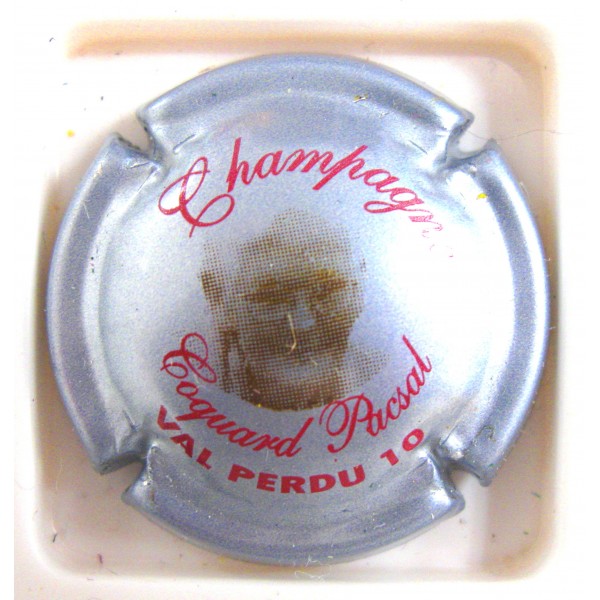 Champagne
Coquard Pacsal
VAL PERDU 10